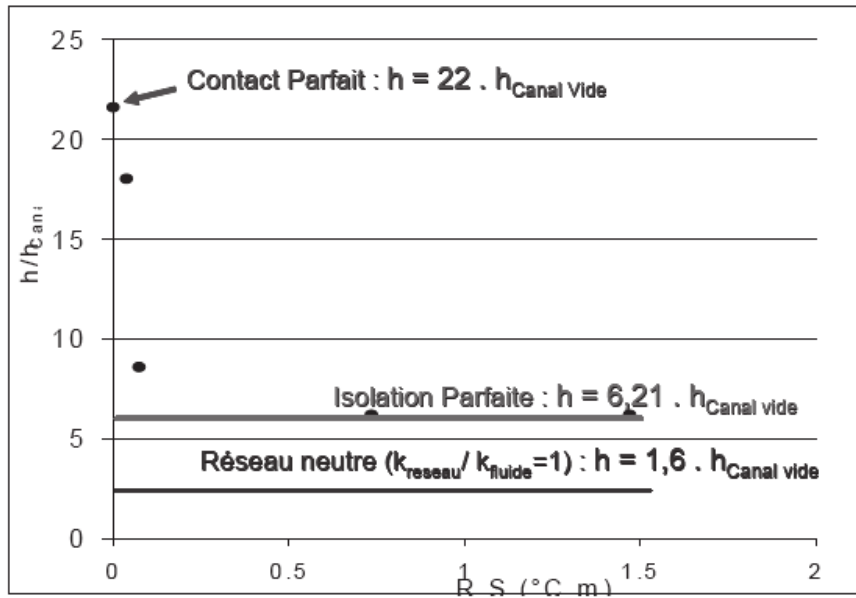 25
Contact Parfait : h = 22 . hCanal Vide
20
15
h/hCana
10
Isolation Parfaite : h = 6,21 . hCanal vide
5
Réseau neutre (kreseau/ kfluide=1) : h = 1,6 . hCanal vide
0
0 0.5 1 1.5 2
R S (°C m)